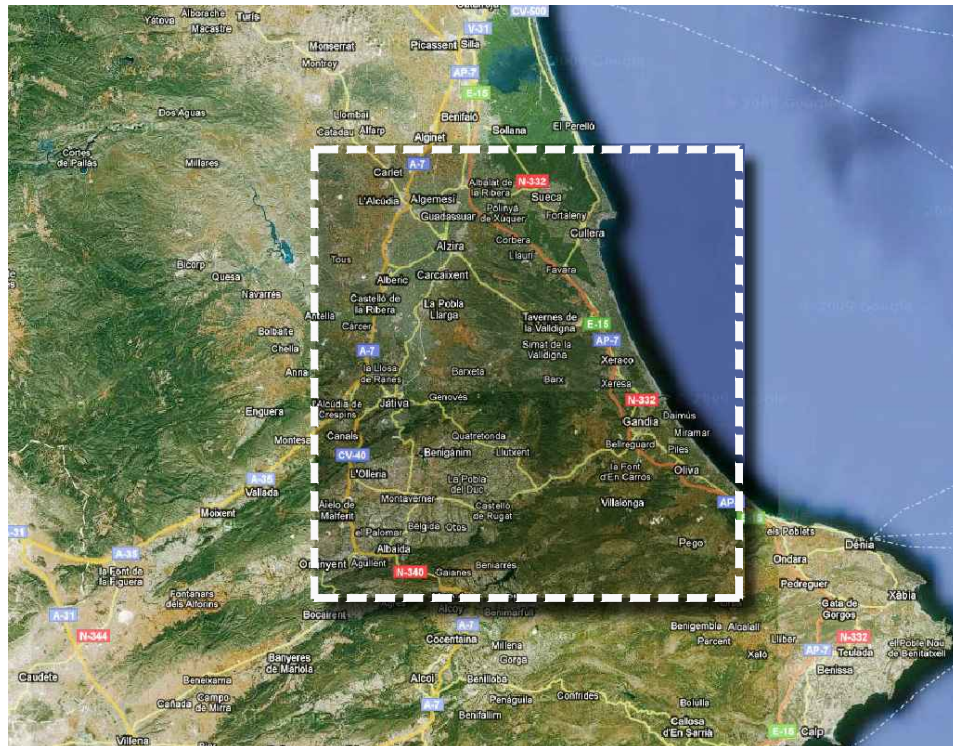 Alborache
Yátova
Macastre
Turís
CV-500
V-31
Monserrat
Picassent
Silla
Montroy
AP-7
E-15
Dos Aguas
Llombai
Catadau
Alfarp
Benifaió
Alginet
Sollana
El Perelló
Cortes
de Pallás
Millares
Carlet
A-7
N-332
Albalat de
la Ribera
Sueca
L'Alcúdia
Algemesí
Guadassuar
Polinyà
de Xúquer
Fortaleny
Cullera
Alzira
Corbera
Llaurí
Favara
Tous
Bicorp
Quesa
Navarrés
Alberic
Carcaixent
Castelló de
la Ribera
La Pobla
Llarga
Antella
Càrcer
Bolbaite
Chella
Anna
Tavernes de
la Valldigna
E-15
AP-7
Simat de la
Valldigna
A-7
la Llosa
de Ranes
Barxeta
Barx
Xeraco
Xeresa
N-332
Enguera
l'Alcúdia de
Crespins
Játiva
Genovés
Daimús
Gandia
Miramar
Montesa
Canals
Quatretonda
Bellreguard
Piles
CV-40
Benigànim
Llutxent
Oliva
la Font
d'En Carròs
A-35
Vallada
L'Olleria
La Pobla
del Duc
Moixent
Aielo de
Malferit
Montaverner
Castelló
de Rugat
Villalonga
AP
A-31
A-35
el Palomar
Bèlgida
Otos
Pego
els Poblets
Dénia
Albaida
Ondara
la Font de
la Figuera
Ontinyent
Agullent
N-340
Gaianes
Beniarrés
Pedreguer
Xàbia
Fontanars
dels Alforins
Bocairent
Alcoy
Benimarfull
Gata de
Gorgos
A-31
N-344
A-7
Cocentaina
Millena
Gorga
Benigembla
Alcalalí
Parcent
Llíber
Xaló
N-332
AP-7
Teulada
el Poble Nou
de Benitatxell
Benissa
Caudete
Banyeres
de Mariola
Beneixama
Alcoi
Benilloba
Campo
de Mirra
Cañada
A-7
Penàguila
Confrides
Bolulla
Benifallim
Callosa
d'En Sarrià
E-15
Calp
Villena